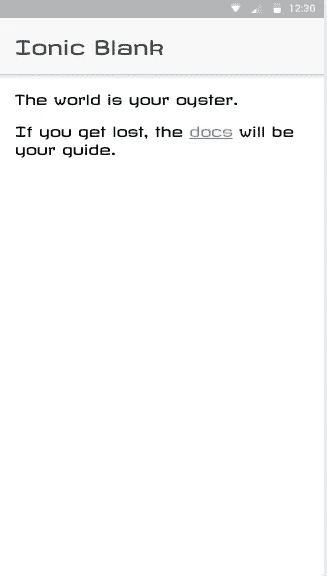 12:30
Ionic Blank
The world is your oyster.
If you get lost, the docs will be
your guide.